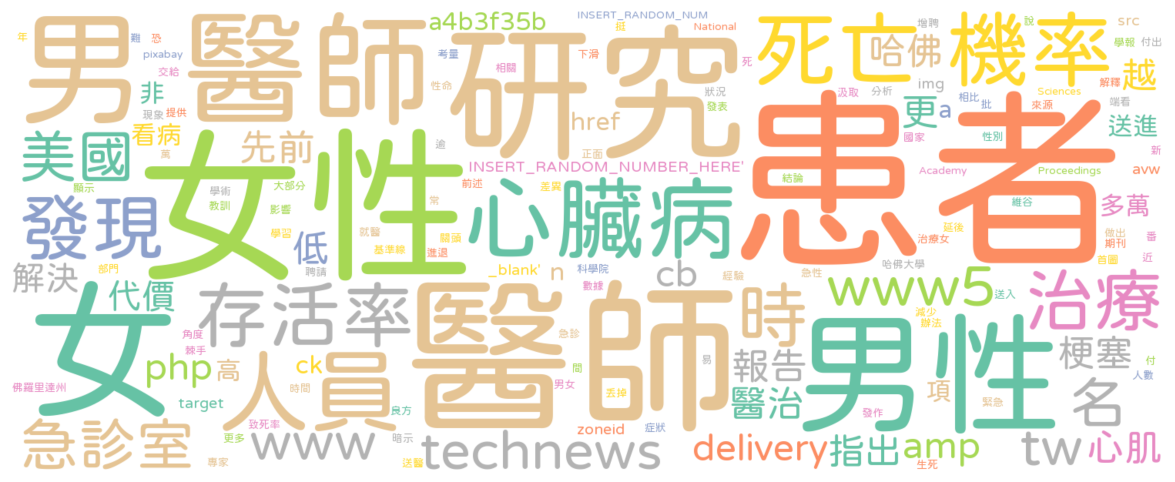 年
男
難
恐
醫師
a4b3f35b
INSERT_RANDOM_NUM
挺
National
死亡
增聘
機率
說
src
學報
付出
pixabay
交給
考量
相關
研究
下滑
死
哈佛
解釋
越
非
性命
狀況
img
Sciences
現象
提供
發表
汲取
分析
更
a
相比
批
來源
喘看
送進
美國
看病
萬
先前
逾
href
正面
國家
性別
新
女性
INSERT_RANDOM_NUMBER_HERE'
患者
結論
Academy
Proceedings
avw
顯示
學術
大部分
前述
差異
教訓
影響
常
心臟病
維谷
多萬
發現
學習
就醫
基準線
關頭
進退
低
治療女
延後
做出
期刊
番
首圖
近
解決
部門
聘請
_blank'
n
科學院
數據
cb
經驗
急性
哈佛大學
代價
存活率
醫師
時
www5
送入
治療
女
減少
辦法
角度
棘手
急診
易
男性
梗塞
php
高
人員
ck
時間
間
男女
報告
項
付
人數
佛羅里達州
target
良方
丟掉
醫治
緊急
名
急診室
致死率
更多
www
暗示
zoneid
症狀
發作
technews
delivery
指出
amp
tw
心肌
專家
送醫
生死